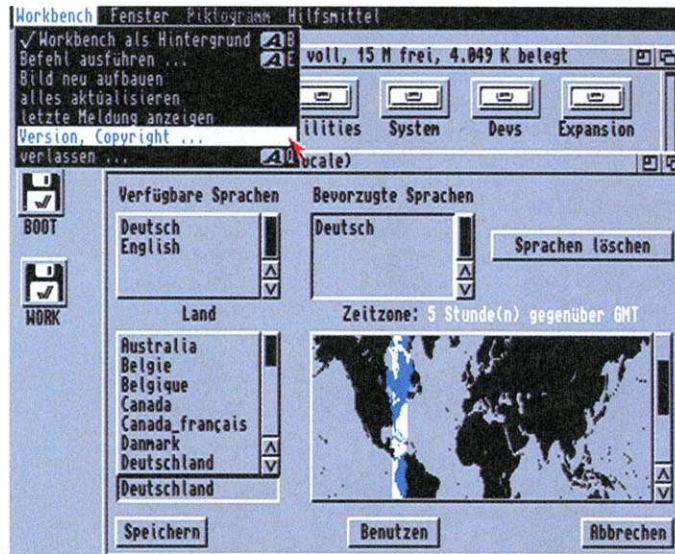 Workbench Fenster Piktogramm Hilfsmittel
✓Workbench als Hintergrund A B
Befehl ausführen ... A E
Bild neu aufbauen
alles aktualisieren
letzte Meldung anzeigen
Version, Copyright ...
verlassen ... A
voll, 15 M frei, 4.049 K belegt
ilities System Devs Expansion
ocale)
BOOT
WORK
Verfügbare Sprachen Bevorzugte Sprachen
Deutsch
English
Deutsch
Sprachen löschen
Land
Zeitzone: 5 Stunde(n) gegenüber GMT
Australia
Belgie
Belgique
Canada
Canada_français
Danmark
Deutschland
Deutschland
Speichern Benutzen Abbrechen